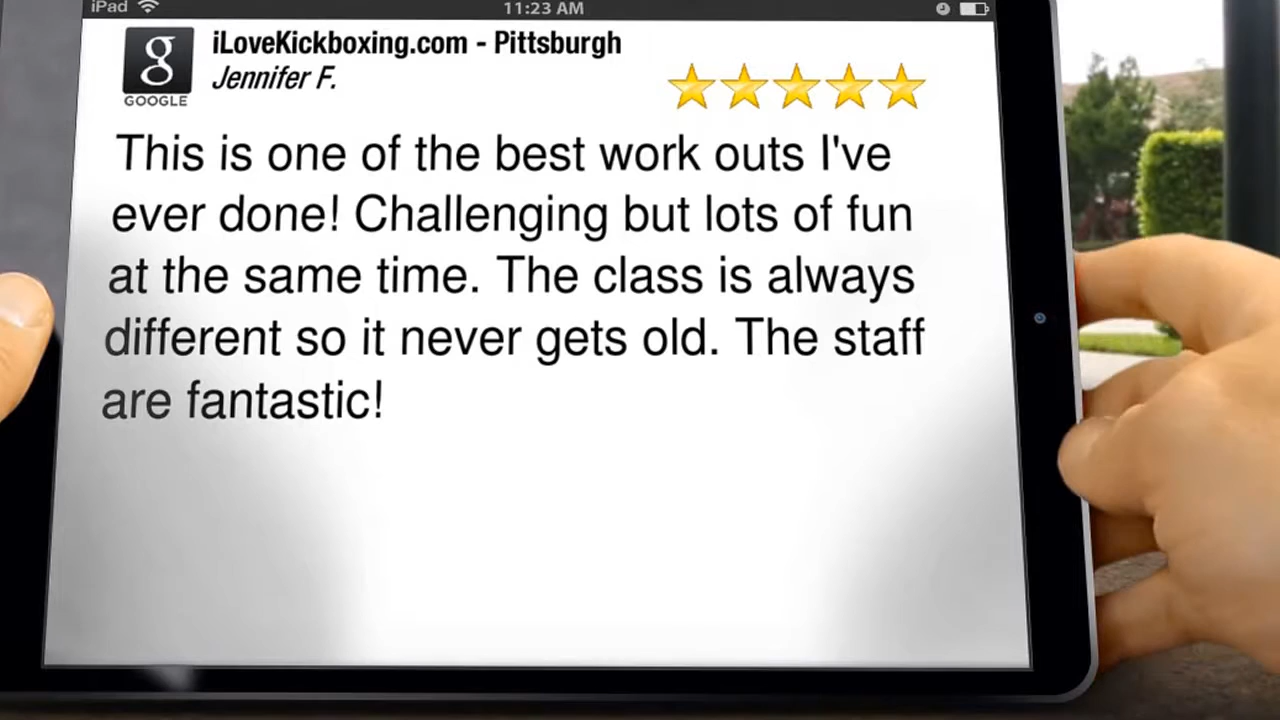 iPad 11:23 AM
iLoveKickboxing.com - Pittsburgh
Jennifer F.
g
GOOGLE
This is one of the best work outs I've
ever done! Challenging but lots of fun
at the same time. The class is always
different so it never gets old. The staff
are fantastic!